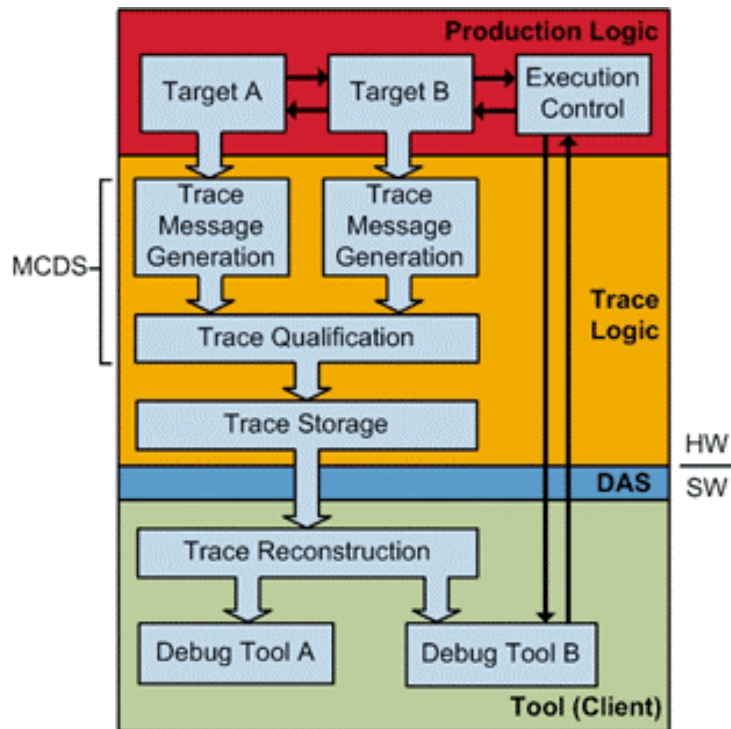 Production Logic
Target A
Target B
Execution
Control
Trace
Message
Generation
Trace
Message
Generation
MCDS
Trace
Logic
Trace Qualification
Trace Storage
HW
DAS
SW
Trace Reconstruction
Debug Tool A
Debug Tool B
Tool (Client)